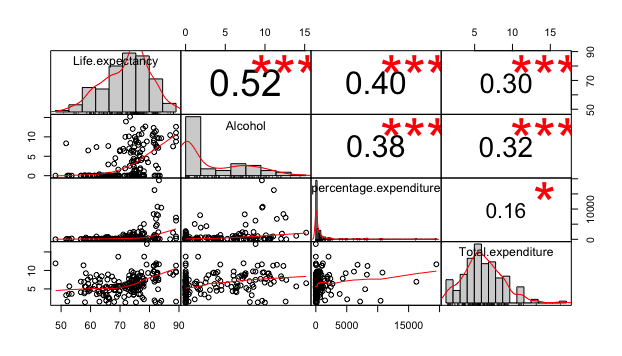 0 5 10 15
5 10 15
Life.expectancy
0.52
***
0.40
***
0.30
***
50 60 70 80 90
0 5 10
Alcohol
0.38
***
0.32
***
percentage.expenditure
0.16
*
0 10000
5 10
Total.expenditure
50 60 70 80 90
0 5000 15000